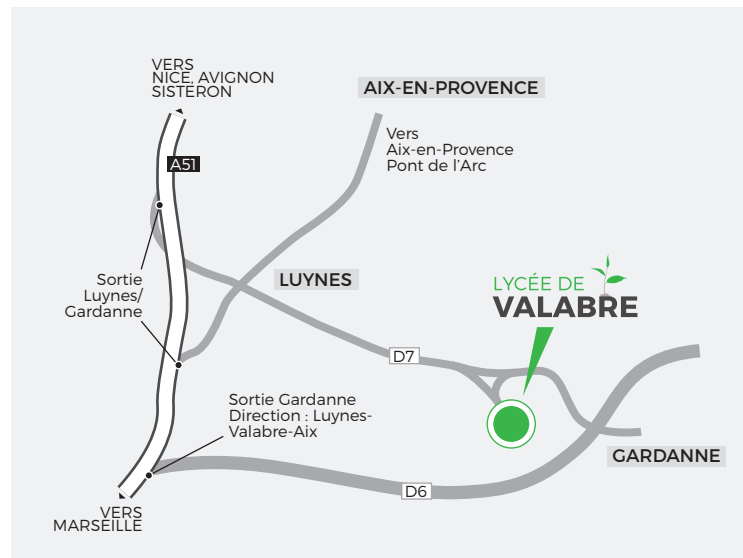 VERS
NICE, AVIGNON
SISTERON
AIX-EN-PROVENCE
Vers
Aix-en-Provence
Pont de l'Arc
A51
Sortie
Luynes/
Gardanne
LUYNES
LYCÉE DE
VALABRE
D7
Sortie Gardanne
Direction : Luynes-
Valabre-Aix
GARDANNE
D6
VERS
MARSEILLE